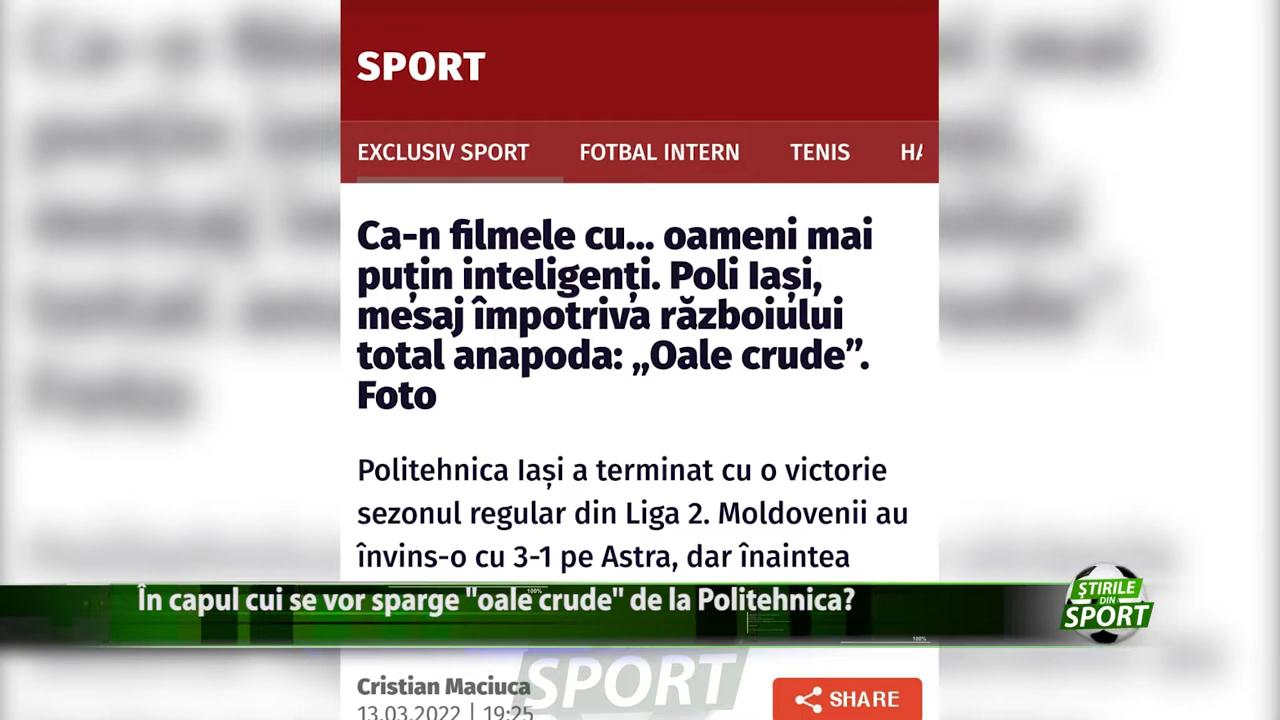 SPORT
EXCLUSIV SPORT FOTBAL INTERN TENIS HA
Ca-n filmele cu... oameni mai
puțin inteligenți. Poli Iași,
mesaj împotriva războiului
total anapoda: „Oale crude”.
Foto
Politehnica Iași a terminat cu o victorie
sezonul regular din Liga 2. Moldovenii au
învins-o cu 3-1 pe Astra, dar înaintea
În capul cui se vor sparge "oale crude" de la Politehnica?
100%
100%
ȘTIRILE
DIN
SPORT
SPORT
Cristian Maciuca
13.03.2022 | 19:25
SHARE